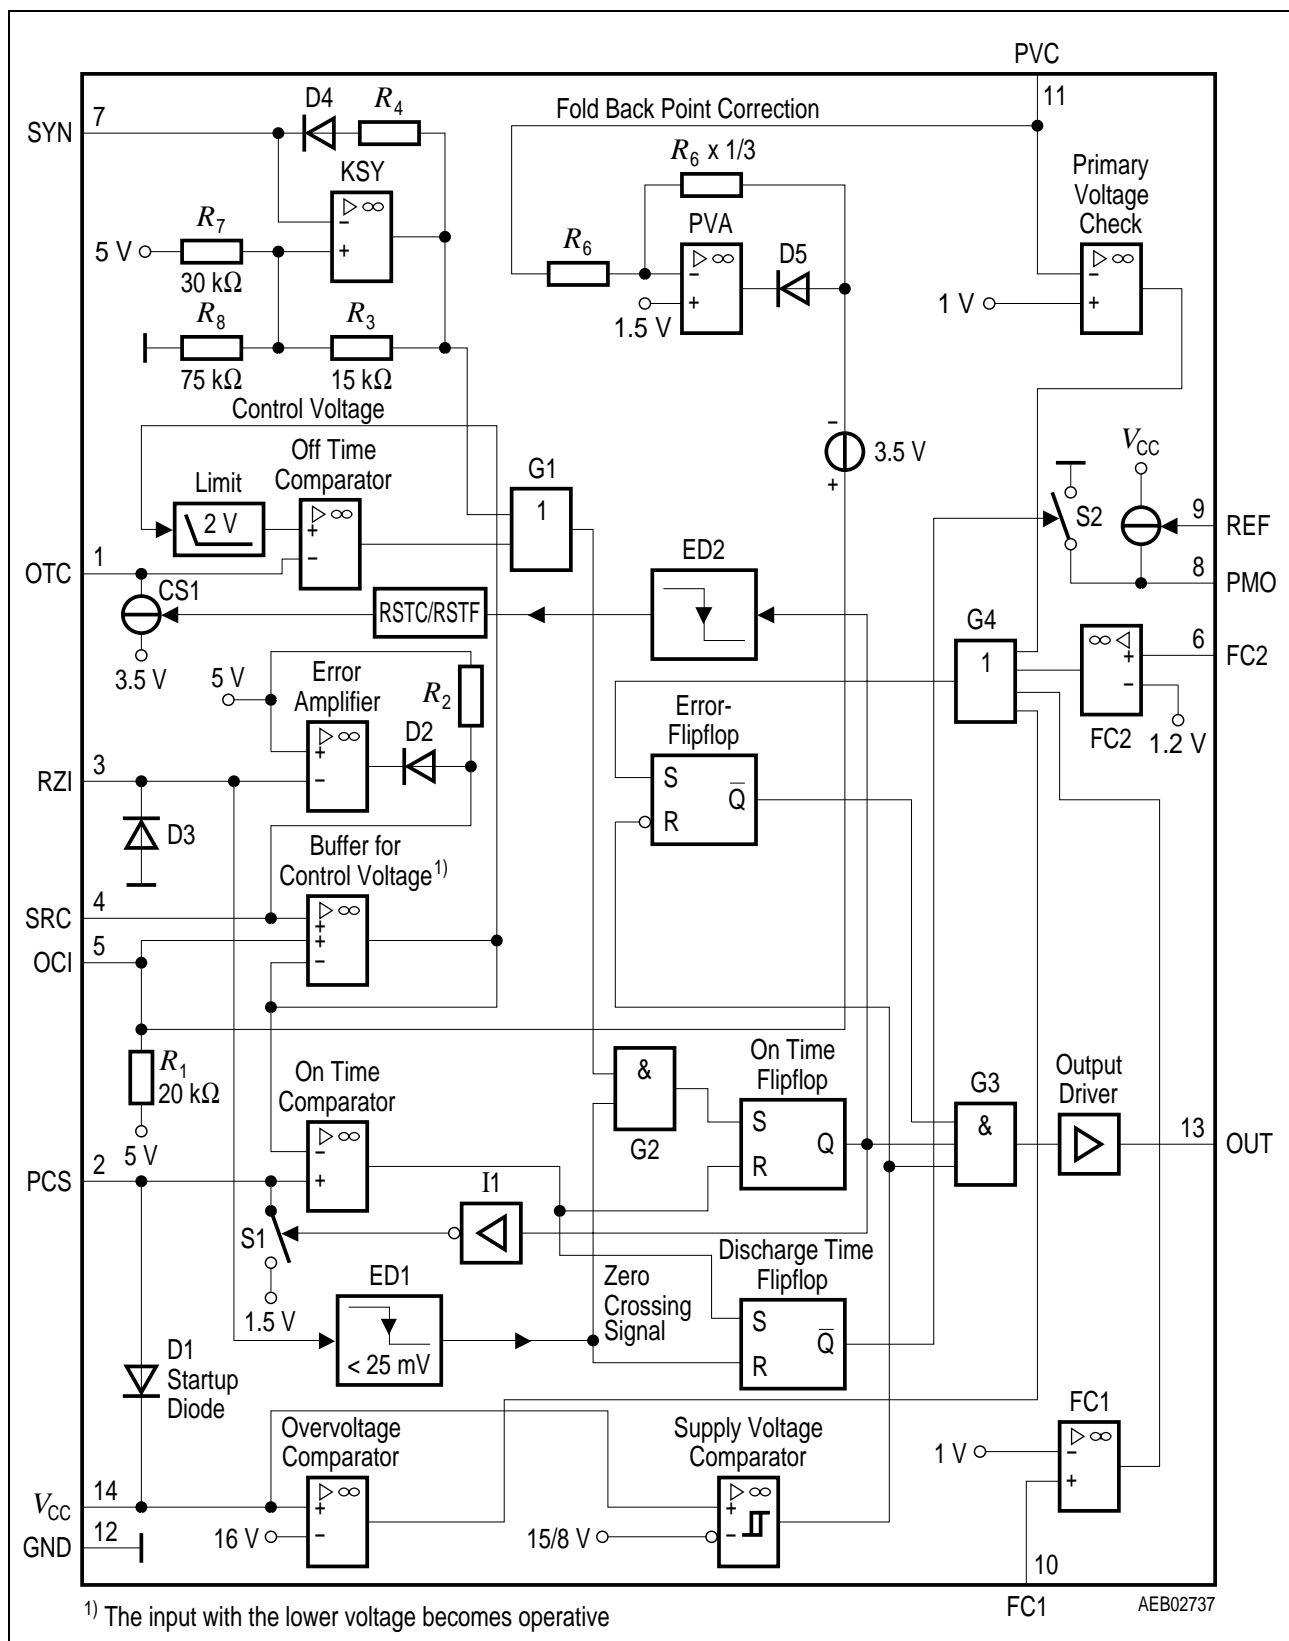 PVC
11
7
SYN
D4
R4
Fold Back Point Correction
R6 x 1/3
Primary
Voltage
Check
KSY
▷ ∞
-
+
R7
5 V
30 kΩ
PVA
▷ ∞
-
+
R6
D5
1.5 V
▷ ∞
-
+
1 V
R8
75 kΩ
R3
15 kΩ
Control Voltage
Off Time
Comparator
Limit
2 V
▷ ∞
+
-
G1
1
-
3.5 V
+
VCC
S2
9
REF
8
PMO
1
OTC
CS1
3.5 V
RSTC/RSTF
ED2
G4
1
∞ ◁
+
-
FC2
6
FC2
1.2 V
5 V
Error
Amplifier
▷ ∞
+
-
R2
D2
Error-
Flipflop
S
R
Q̅
3
RZI
D3
Buffer for
Control Voltage1)
▷ ∞
+
+
-
4
SRC
5
OCI
R1
20 kΩ
5 V
On Time
Comparator
▷ ∞
-
+
&
G2
On Time
Flipflop
S
R
Q
G3
&
Output
Driver
▷
13
OUT
2
PCS
S1
1.5 V
I1
◁
Discharge Time
Flipflop
S
R
Q̅
ED1
< 25 mV
Zero
Crossing
Signal
D1
Startup
Diode
Overvoltage
Comparator
▷ ∞
+
-
16 V
Supply Voltage
Comparator
▷ ∞
+
-
15/8 V
FC1
▷ ∞
-
+
1 V
14
VCC
12
GND
10
FC1
1) The input with the lower voltage becomes operative
AEB02737